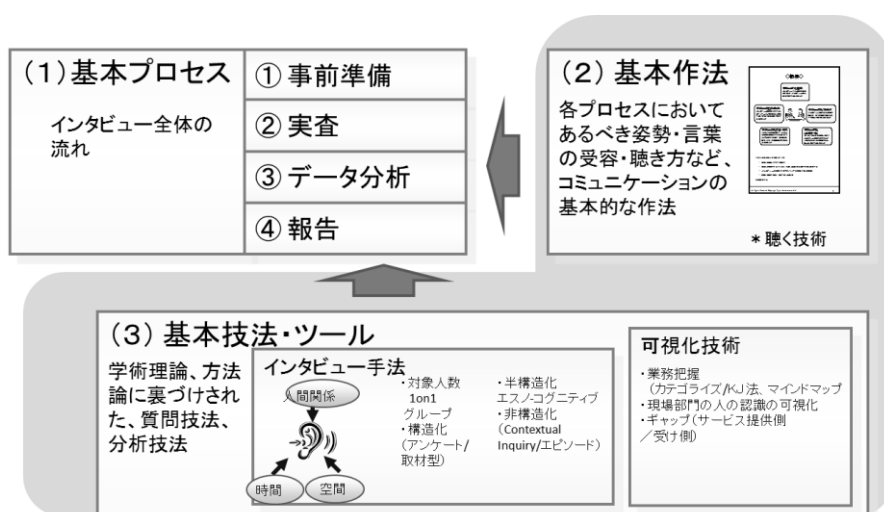 (1)基本プロセス
インタビュー全体の
流れ
① 事前準備
② 実査
③ データ分析
④ 報告
(2) 基本作法
各プロセスにおいて
あるべき姿勢・言葉
の受容・聴き方など、
コミュニケーションの
基本的な作法
＊聴く技術
(3) 基本技法・ツール
学術理論、方法
論に裏づけされ
た、質問技法、
分析技法
インタビュー手法
人間関係
時間
空間
・対象人数
1on1
グループ
・構造化
(アンケート/
取材型)
・半構造化
エスノ-コグニティブ
・非構造化
(Contextual
Inquiry/エピソード)
可視化技術
・業務把握
(カテゴライズ/KJ法、マインドマップ
・現場部門の人の認識の可視化
・ギャップ(サービス提供側
／受け側)